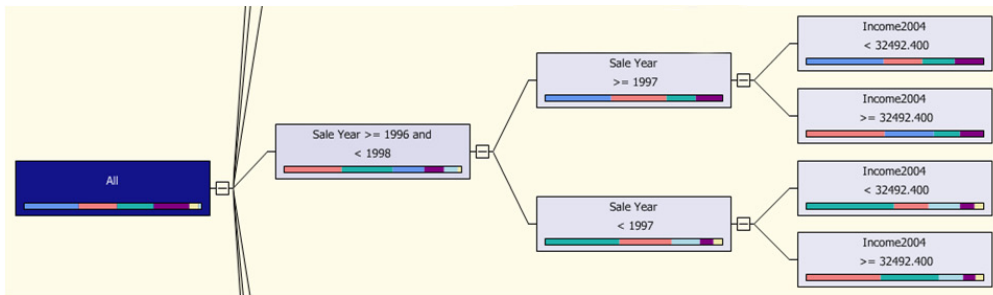 All
Sale Year >= 1996 and
< 1998
Sale Year
>= 1997
Sale Year
< 1997
Income2004
< 32492.400
Income2004
>= 32492.400
Income2004
< 32492.400
Income2004
>= 32492.400